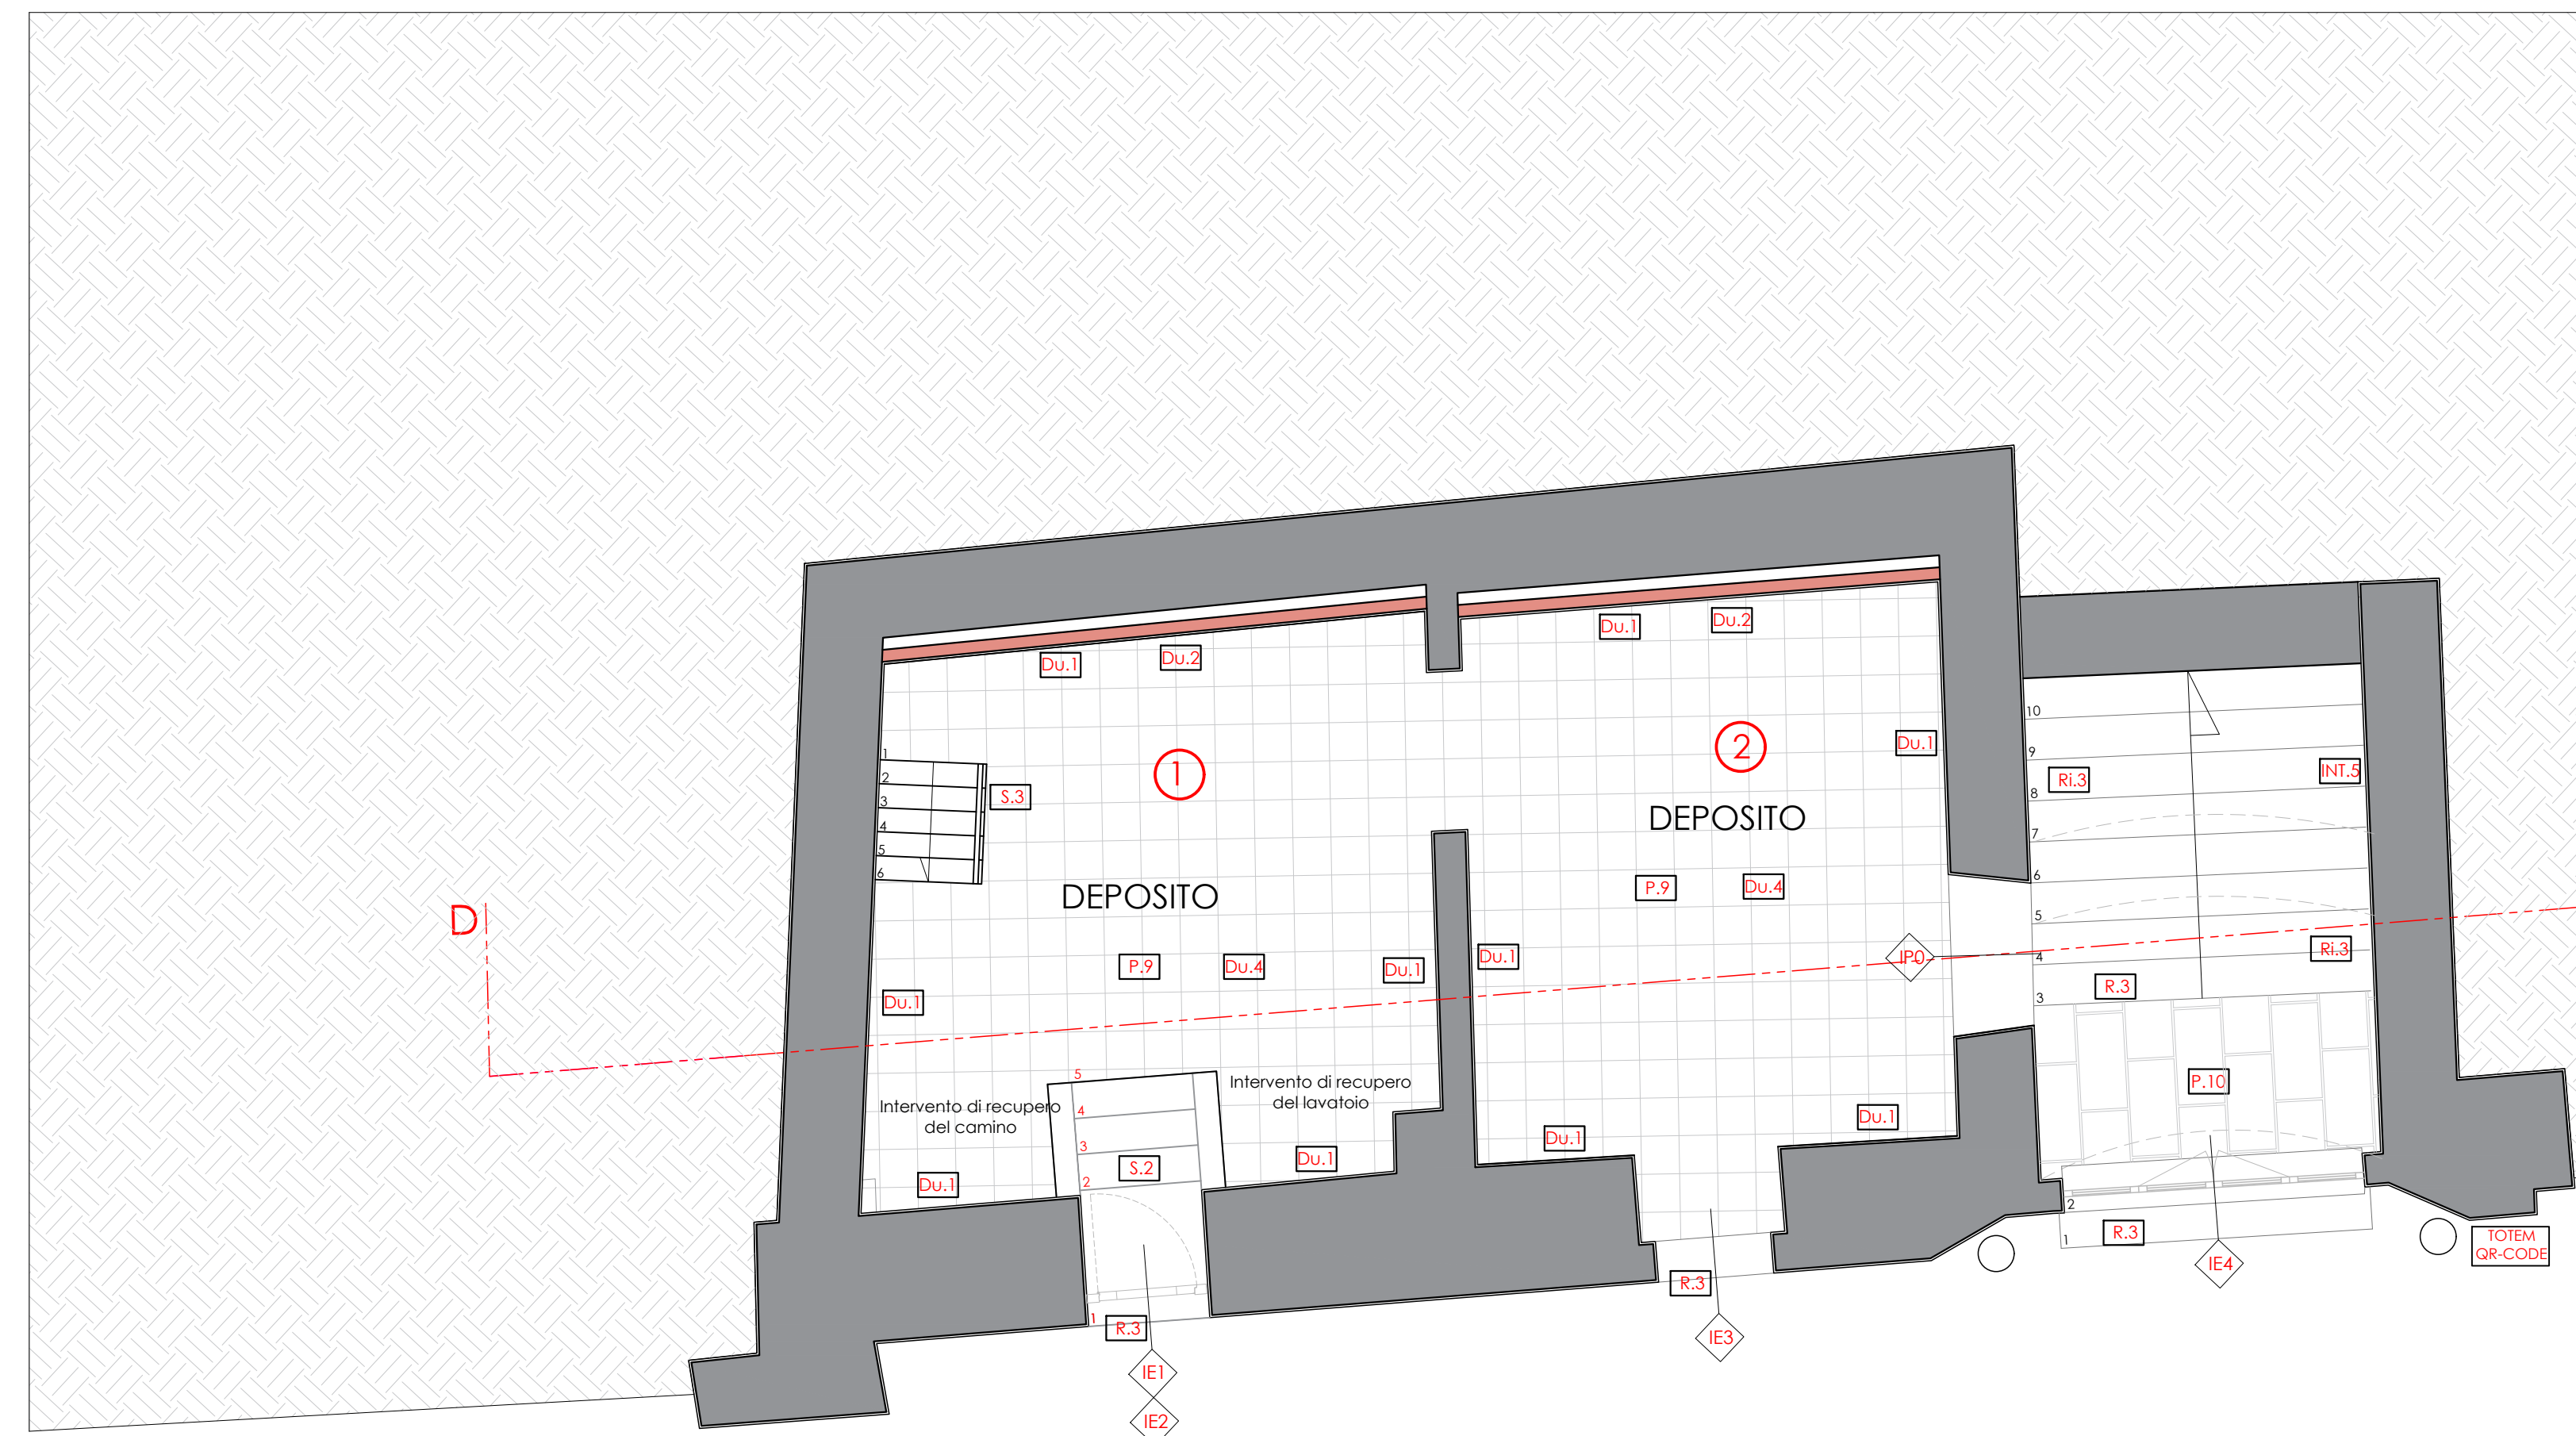 Du.1
Du.2
Du.1
Du.2
10
9
8
7
6
5
4
3
Du.1
INT.5
Ri.3
1
2
3
4
5
6
S.3
1
2
DEPOSITO
DEPOSITO
P.9
Du.4
D
P.9
Du.4
Du.1
Du.1
IP0
Ri.3
R.3
Du.1
5
4
3
2
1
Intervento di recupero
del camino
Intervento di recupero
del lavatoio
P.10
Du.1
Du.1
Du.1
S.2
Du.1
2
1
R.3
TOTEM
QR-CODE
IE4
R.3
R.3
IE3
IE1
IE2